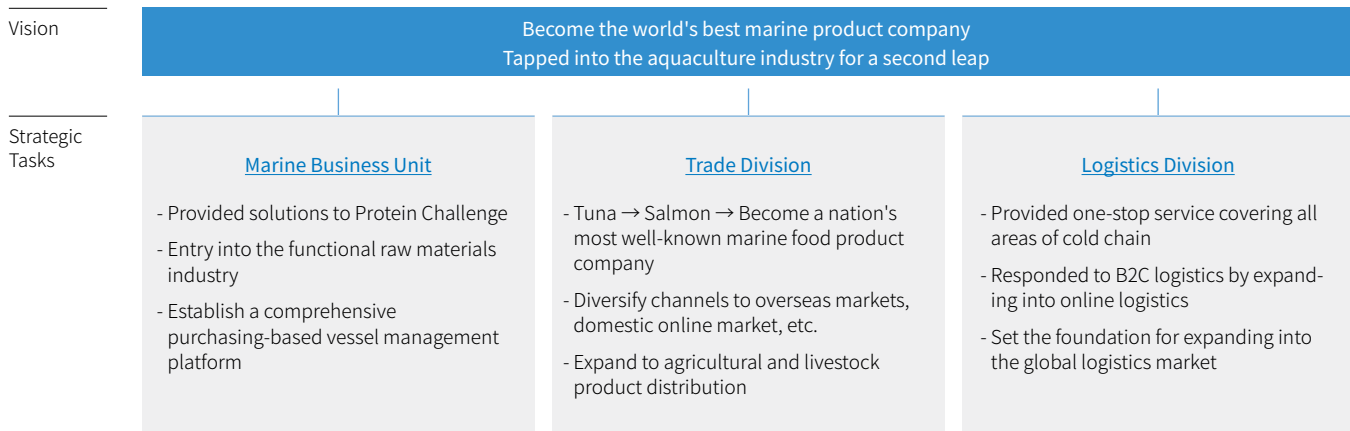 Vision
Become the world's best marine product company
Tapped into the aquaculture industry for a second leap
Strategic
Tasks
Marine Business Unit
- Provided solutions to Protein Challenge
- Entry into the functional raw materials
industry
- Establish a comprehensive
purchasing-based vessel management
platform
Trade Division
- Tuna → Salmon → Become a nation's
most well-known marine food product
company
- Diversify channels to overseas markets,
domestic online market, etc.
- Expand to agricultural and livestock
product distribution
Logistics Division
- Provided one-stop service covering all
areas of cold chain
- Responded to B2C logistics by expand-
ing into online logistics
- Set the foundation for expanding into
the global logistics market